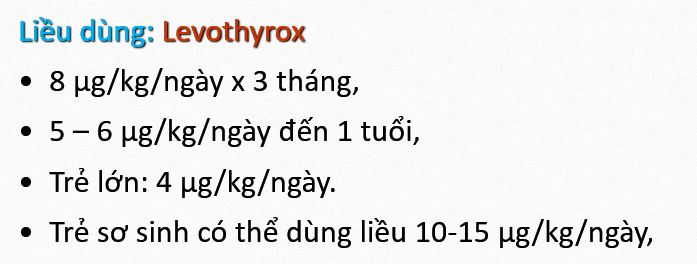 Liều dùng: Levothyrox
• 8 µg/kg/ngày x 3 tháng,
• 5 – 6 µg/kg/ngày đến 1 tuổi,
• Trẻ lớn: 4 µg/kg/ngày.
• Trẻ sơ sinh có thể dùng liều 10-15 µg/kg/ngày,